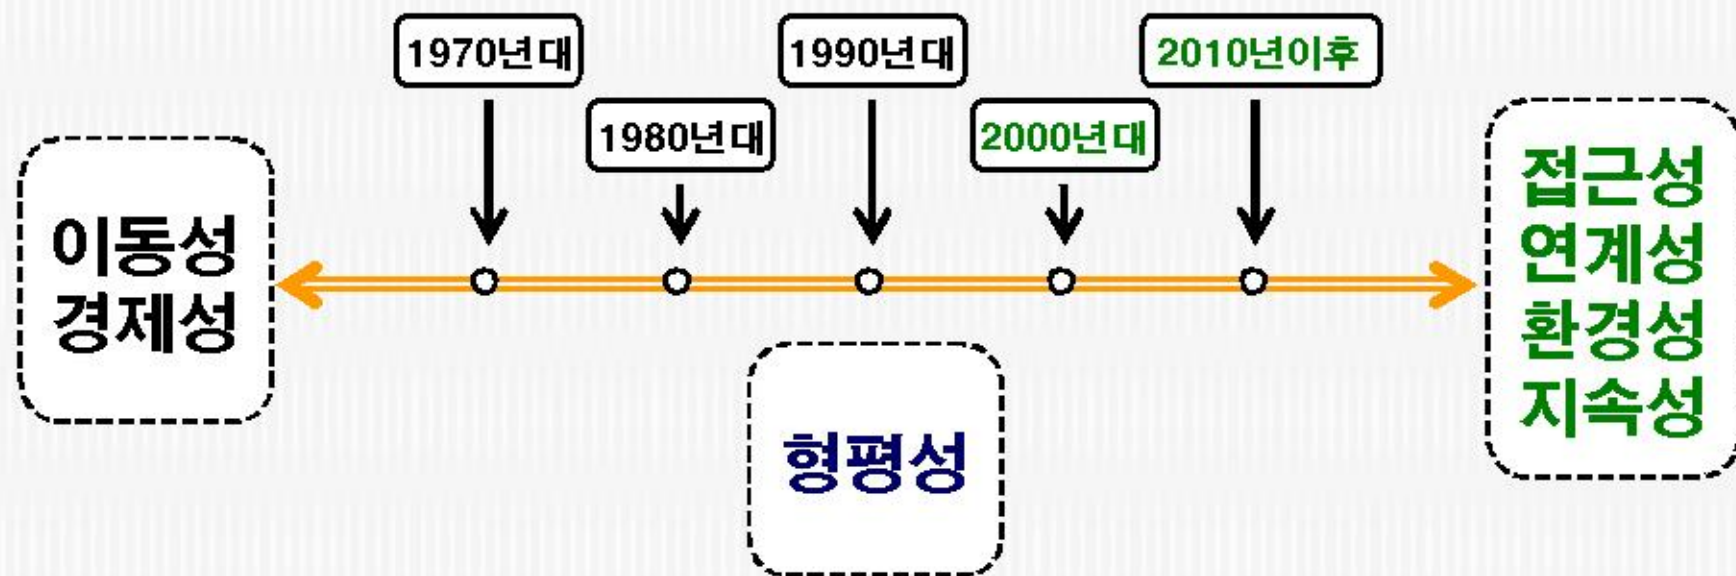 1970년대
1990년대
2010년이후
1980년대
2000년대
이동성
경제성
접근성
연계성
환경성
지속성
형평성